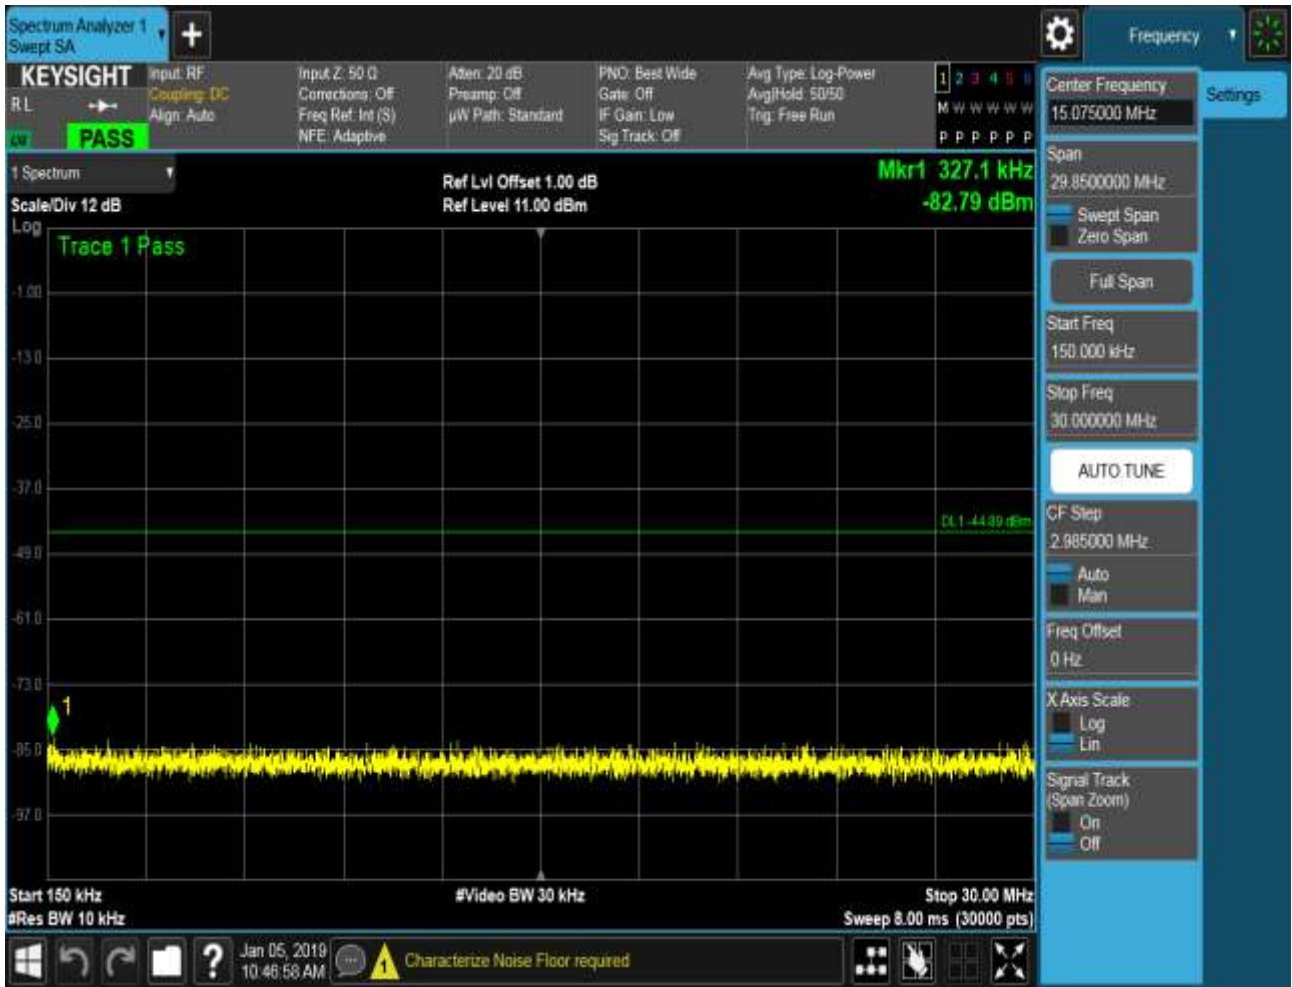 Spectrum Analyzer 1
Swept SA
+
Frequency
KEYSIGHT
R L
PASS
Input: RF
Coupling: DC
Align: Auto
Input Z: 50 Ω
Corrections: Off
Freq Ref: Int (S)
NFE: Adaptive
Atten: 20 dB
Preamp: Off
µW Path: Standard
PNO: Best Wide
Gate: Off
IF Gain: Low
Sig Track: Off
Avg Type: Log-Power
Avg|Hold: 50/50
Trig: Free Run
1 2 3 4 5 6
M W W W W W
P P P P P P
1 Spectrum
Scale/Div 12 dB
Log
Ref Lvl Offset 1.00 dB
Ref Level 11.00 dBm
Mkr1 327.1 kHz
-82.79 dBm
Trace 1 Pass
-1.00
-13.0
-25.0
-37.0
DL1 -44.89 dBm
-49.0
-61.0
-73.0
1
-85.0
-97.0
Start 150 kHz
#Res BW 10 kHz
#Video BW 30 kHz
Stop 30.00 MHz
Sweep 8.00 ms (30000 pts)
Jan 05, 2019
10:46:58 AM
?
1
Characterize Noise Floor required
Center Frequency
15.075000 MHz
Settings
Span
29.8500000 MHz
Swept Span
Zero Span
Full Span
Start Freq
150.000 kHz
Stop Freq
30.000000 MHz
AUTO TUNE
CF Step
2.985000 MHz
Auto
Man
Freq Offset
0 Hz
X Axis Scale
Log
Lin
Signal Track
(Span Zoom)
On
Off